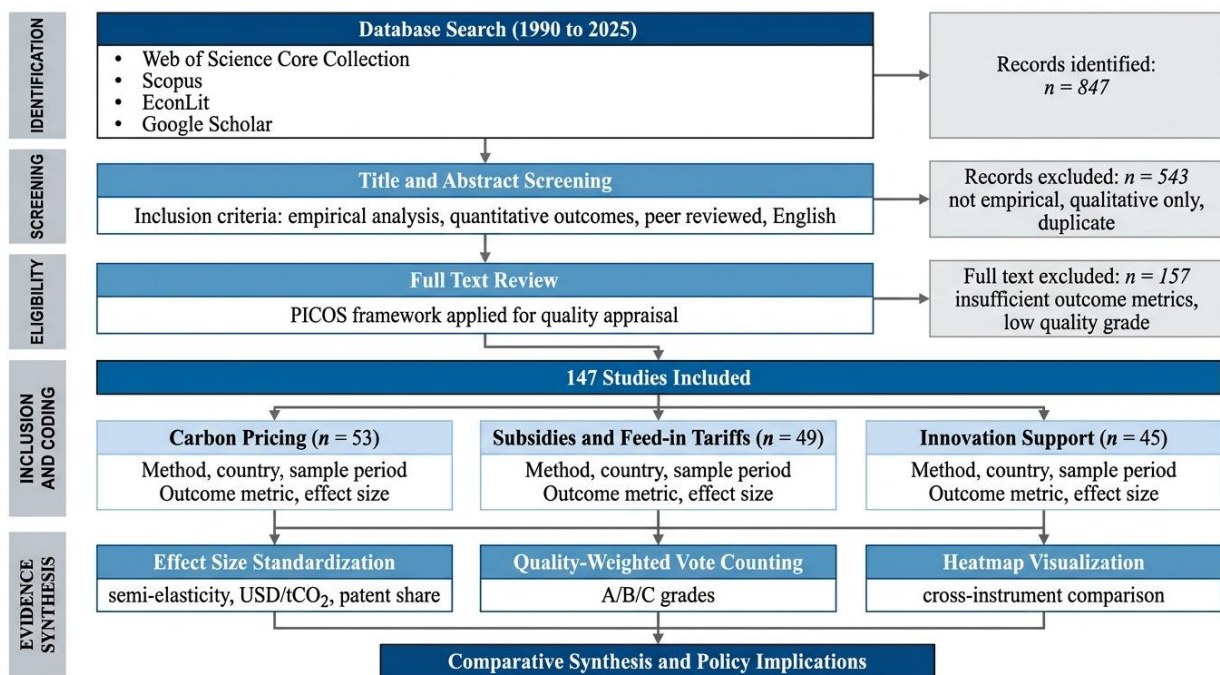 IDENTIFICATION
Database Search (1990 to 2025)
• Web of Science Core Collection
• Scopus
• EconLit
• Google Scholar
Records identified:
n = 847
SCREENING
Title and Abstract Screening
Inclusion criteria: empirical analysis, quantitative outcomes, peer reviewed, English
Records excluded: n = 543
not empirical, qualitative only,
duplicate
ELIGIBILITY
Full Text Review
PICOS framework applied for quality appraisal
Full text excluded: n = 157
insufficient outcome metrics,
low quality grade
INCLUSION
AND CODING
147 Studies Included
Carbon Pricing (n = 53)
Method, country, sample period
Outcome metric, effect size
Subsidies and Feed-in Tariffs (n = 49)
Method, country, sample period
Outcome metric, effect size
Innovation Support (n = 45)
Method, country, sample period
Outcome metric, effect size
EVIDENCE
SYNTHESIS
Effect Size Standardization
semi-elasticity, USD/tCO₂, patent share
Quality-Weighted Vote Counting
A/B/C grades
Heatmap Visualization
cross-instrument comparison
Comparative Synthesis and Policy Implications